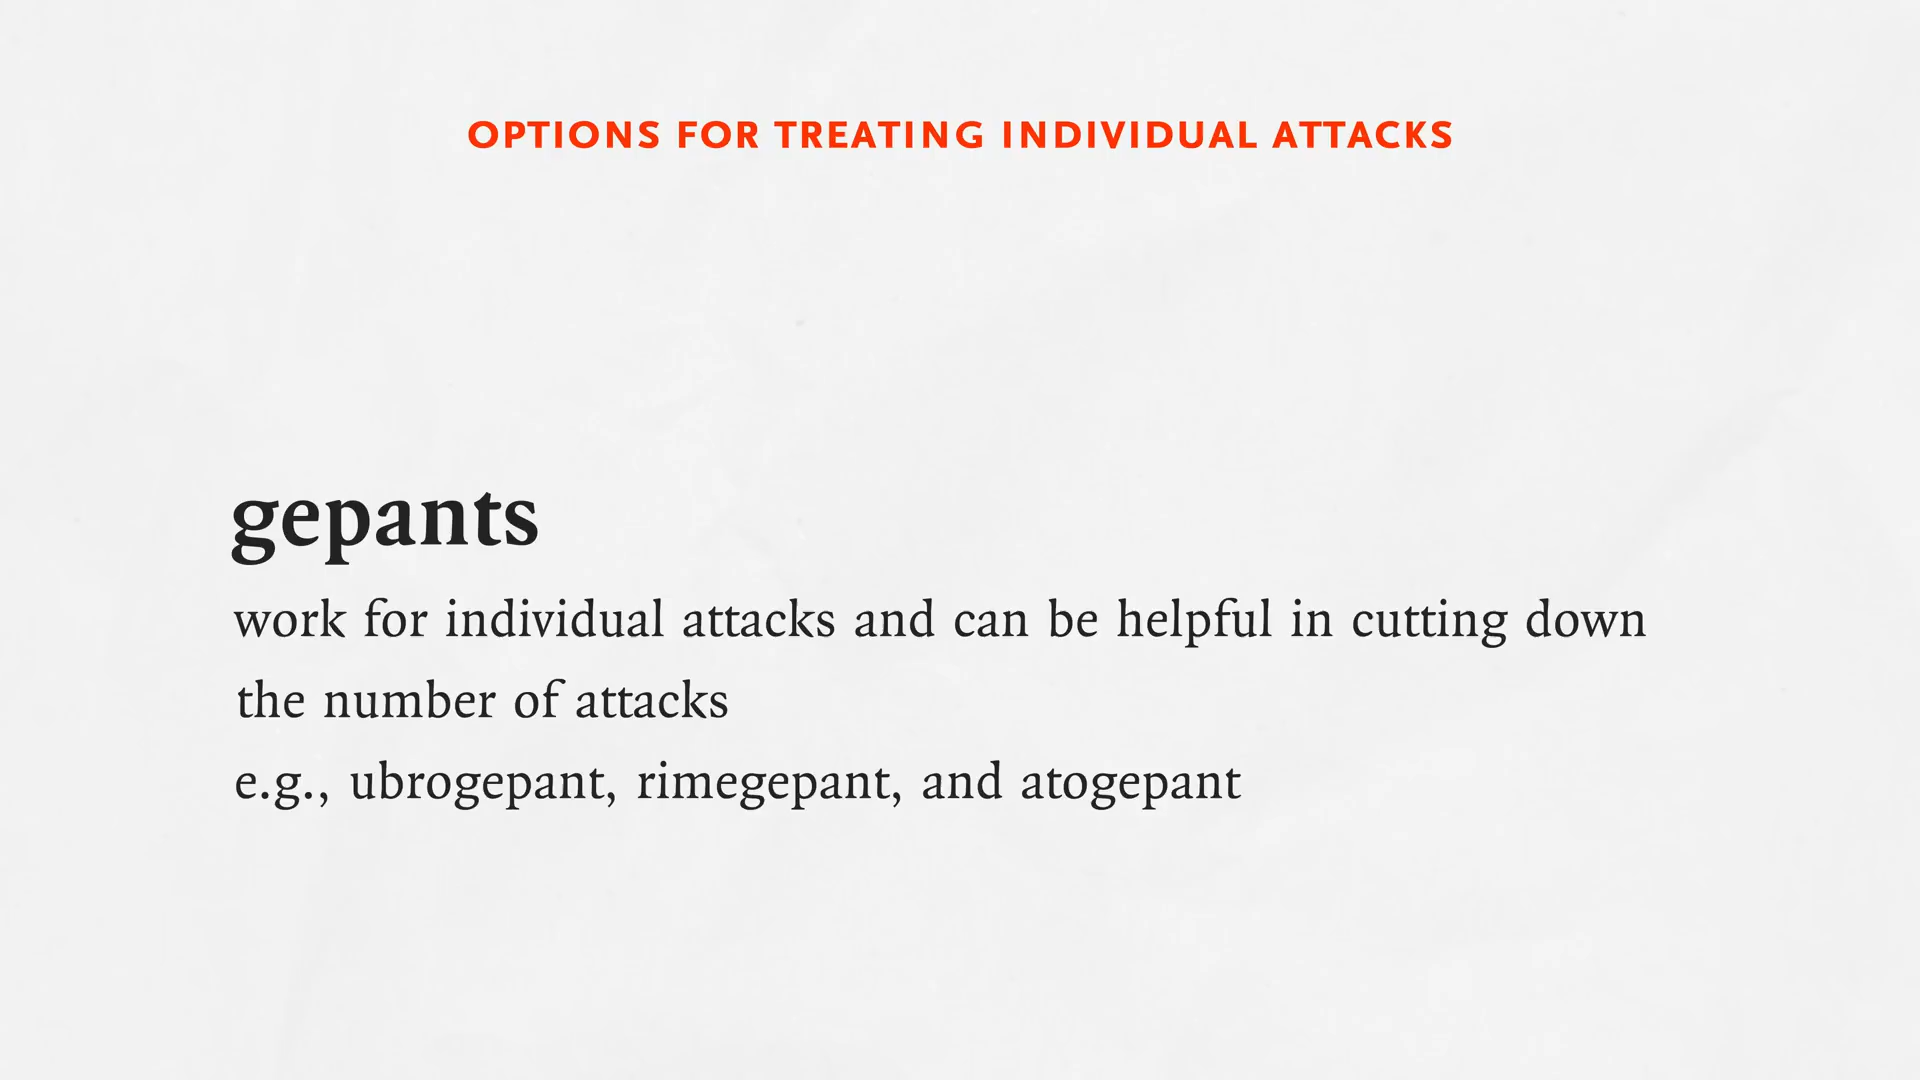 OPTIONS FOR TREATING INDIVIDUAL ATTACKS
gepants
work for individual attacks and can be helpful in cutting down
the number of attacks
e.g., ubrogepant, rimegepant, and atogepant